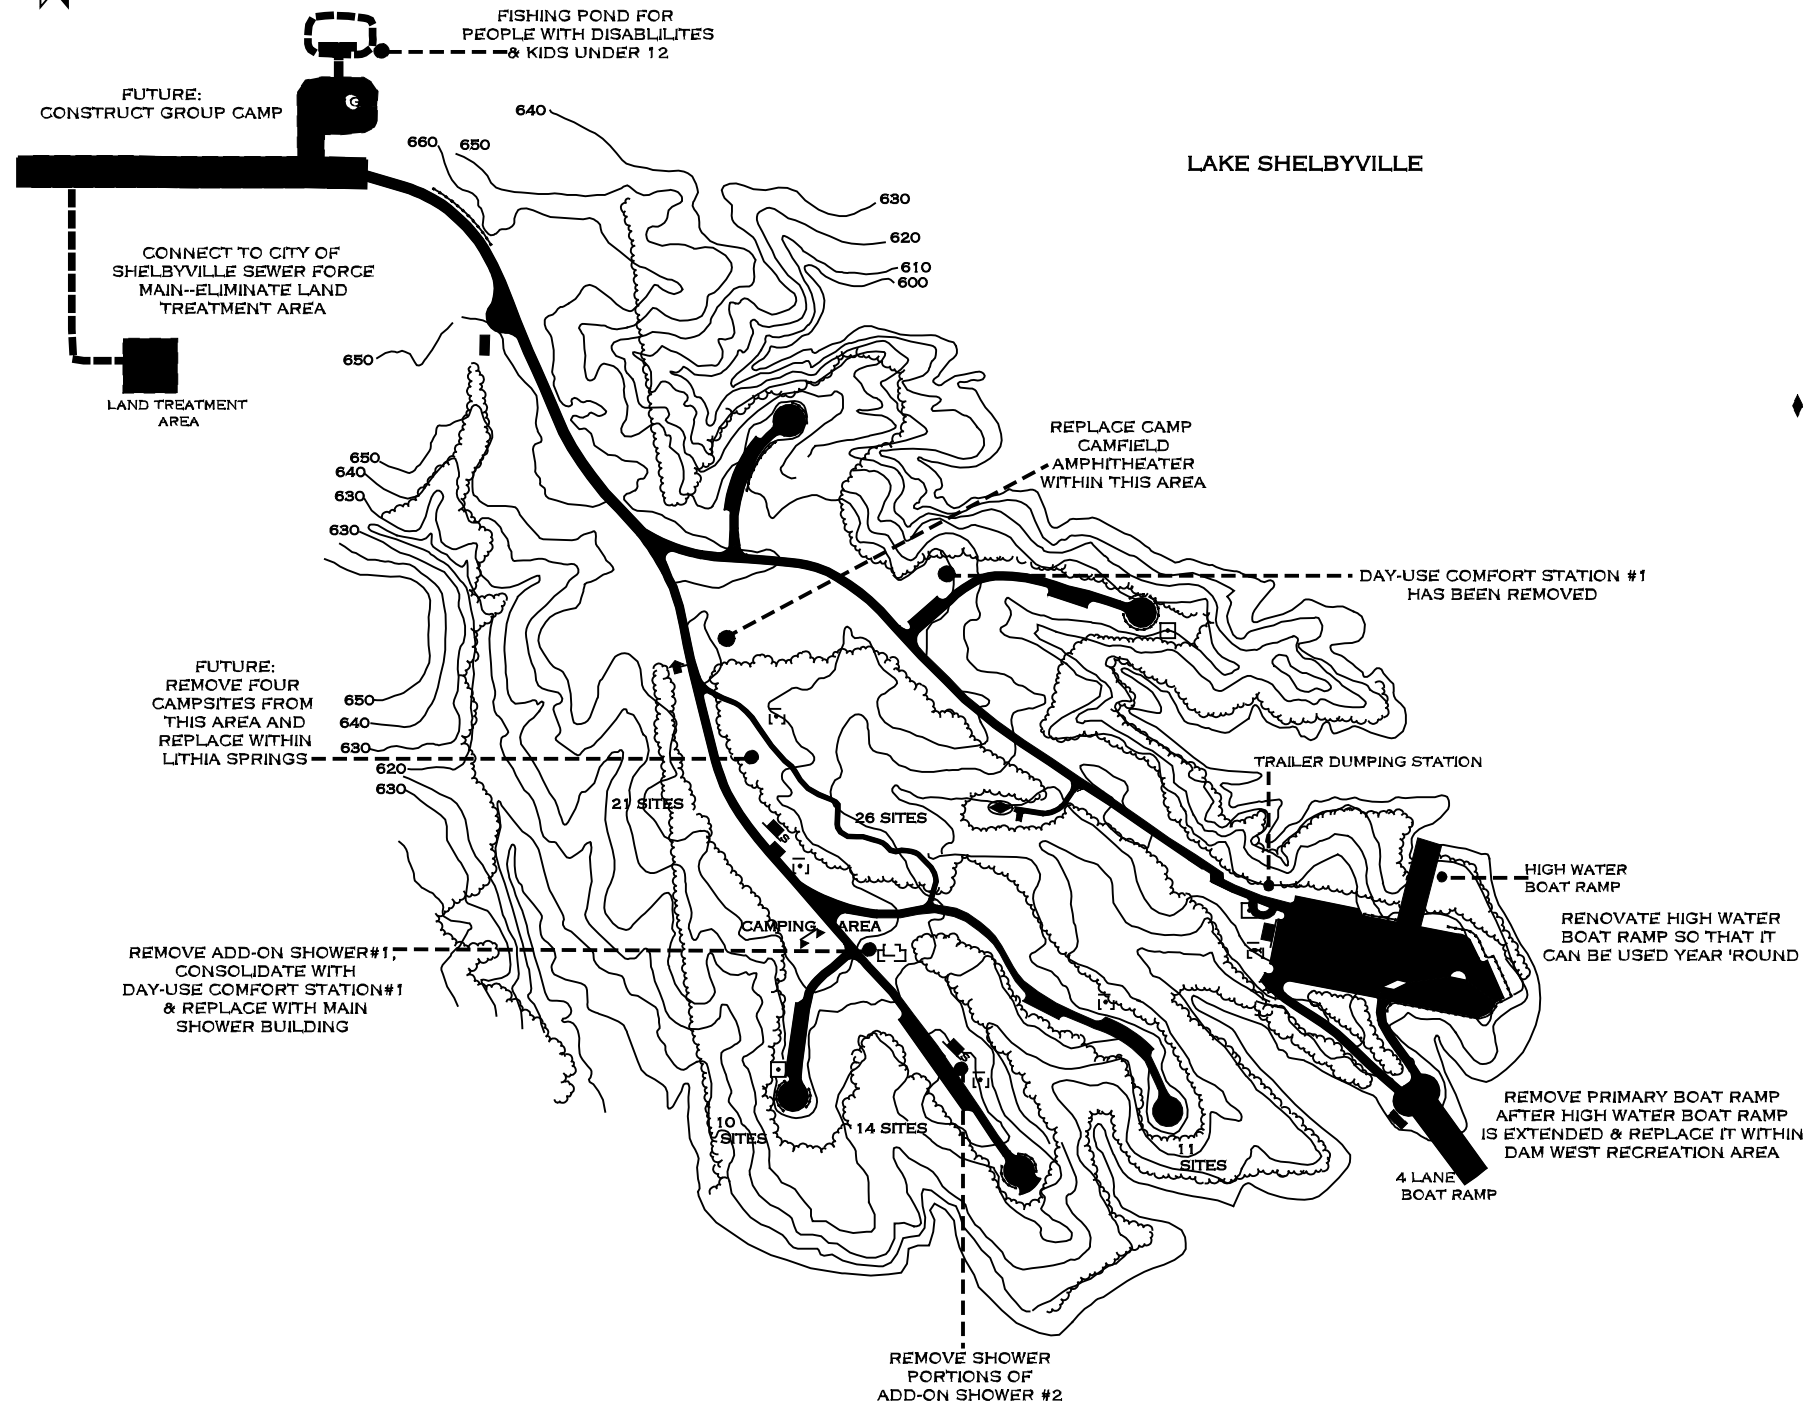 FISHING POND FOR
PEOPLE WITH DISABLILITES
& KIDS UNDER 12
FUTURE:
CONSTRUCT GROUP CAMP
640
660
650
LAKE SHELBYVILLE
630
620
610
600
CONNECT TO CITY OF
SHELBYVILLE SEWER FORCE
MAIN--ELIMINATE LAND
TREATMENT AREA
650
LAND TREATMENT
AREA
REPLACE CAMP
CAMFIELD
AMPHITHEATER
WITHIN THIS AREA
650
640
630
630
DAY-USE COMFORT STATION #1
HAS BEEN REMOVED
FUTURE:
REMOVE FOUR
CAMPSITES FROM
THIS AREA AND
REPLACE WITHIN
LITHIA SPRINGS
650
640
630
620
630
TRAILER DUMPING STATION
21 SITES
26 SITES
S
HIGH WATER
BOAT RAMP
RENOVATE HIGH WATER
BOAT RAMP SO THAT IT
CAN BE USED YEAR 'ROUND
CAMPING AREA
REMOVE ADD-ON SHOWER#1,
CONSOLIDATE WITH
DAY-USE COMFORT STATION#1
& REPLACE WITH MAIN
SHOWER BUILDING
S
REMOVE PRIMARY BOAT RAMP
AFTER HIGH WATER BOAT RAMP
IS EXTENDED & REPLACE IT WITHIN
DAM WEST RECREATION AREA
10
SITES
14 SITES
11
SITES
4 LANE
BOAT RAMP
REMOVE SHOWER
PORTIONS OF
ADD-ON SHOWER #2